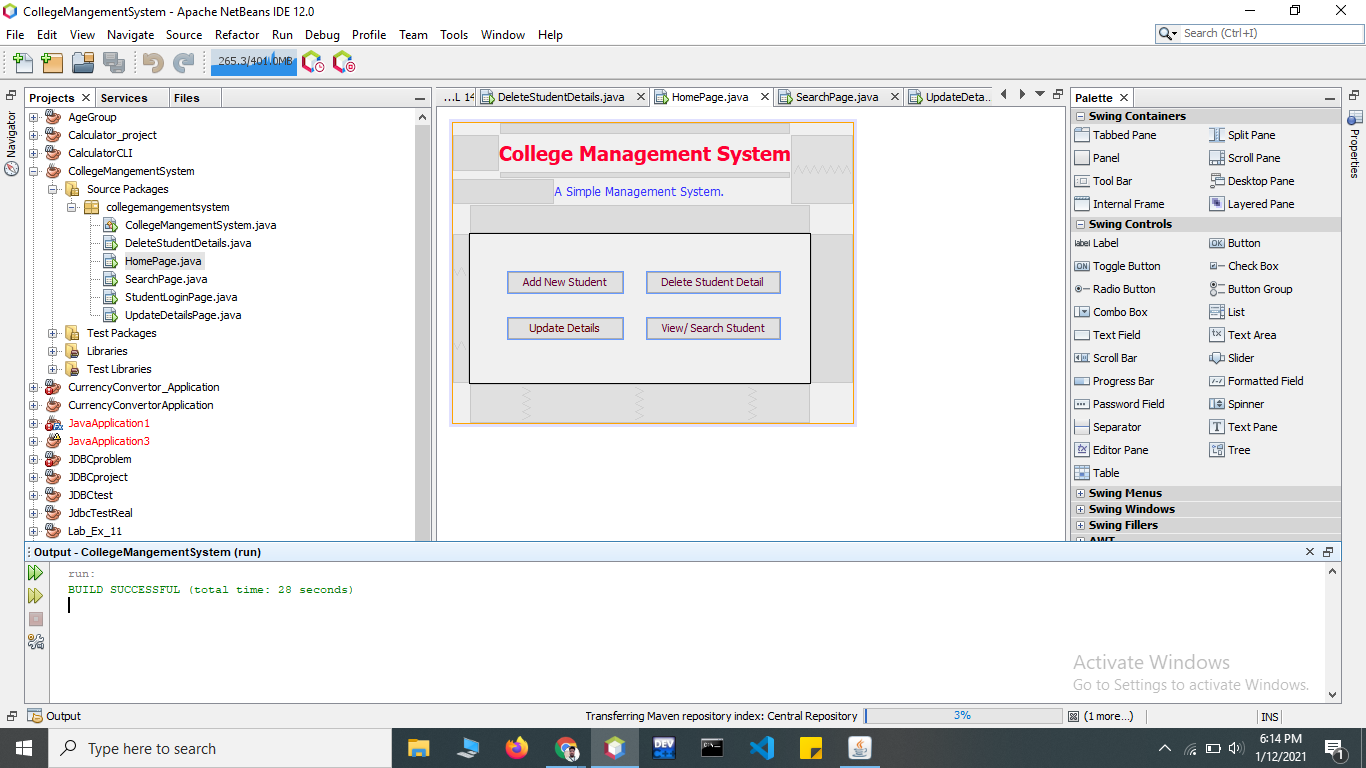 CollegeMangementSystem - Apache NetBeans IDE 12.0
File Edit View Navigate Source Refactor Run Debug Profile Team Tools Window Help
Search (Ctrl+I)
265.3/401.0MB
Projects Services Files
Navigator
AgeGroup
Calculator_project
CalculatorCLI
CollegeMangementSystem
Source Packages
collegemangementsystem
CollegeMangementSystem.java
DeleteStudentDetails.java
HomePage.java
SearchPage.java
StudentLoginPage.java
UpdateDetailsPage.java
Test Packages
Libraries
Test Libraries
CurrencyConvertor_Application
CurrencyConvertorApplication
JavaApplication1
JavaApplication3
JDBCproblem
JDBCproject
JDBCtest
JdbcTestReal
Lab_Ex_11
...L 14 DeleteStudentDetails.java HomePage.java SearchPage.java UpdateDeta...
College Management System
A Simple Management System.
Add New Student Delete Student Detail
Update Details View/ Search Student
Palette
Properties
Swing Containers
Tabbed Pane Split Pane
Panel Scroll Pane
Tool Bar Desktop Pane
Internal Frame Layered Pane
Swing Controls
label Label OK Button
ON Toggle Button Check Box
Radio Button Button Group
Combo Box List
Text Field Text Area
Scroll Bar Slider
Progress Bar Formatted Field
Password Field Spinner
Separator Text Pane
Editor Pane Tree
Table
Swing Menus
Swing Windows
Swing Fillers
AWT
Output - CollegeMangementSystem (run)
run:
BUILD SUCCESSFUL (total time: 28 seconds)
Activate Windows
Go to Settings to activate Windows.
Output
Transferring Maven repository index: Central Repository 3% (1 more...) INS
Type here to search
DEV
6:14 PM
1/12/2021
1